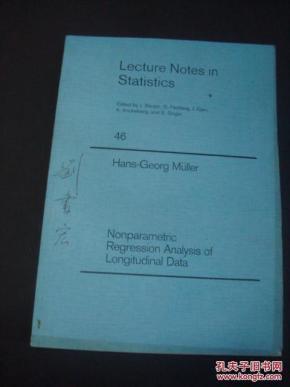 Lecture Notes in
Statistics
Edited by J. Berger, S. Fienberg, J. Gani,
K. Krickeberg, and B. Singer
46
Hans-Georg Müller
Nonparametric
Regression Analysis of
Longitudinal Data
孔夫子旧书网
www.kongfz.com